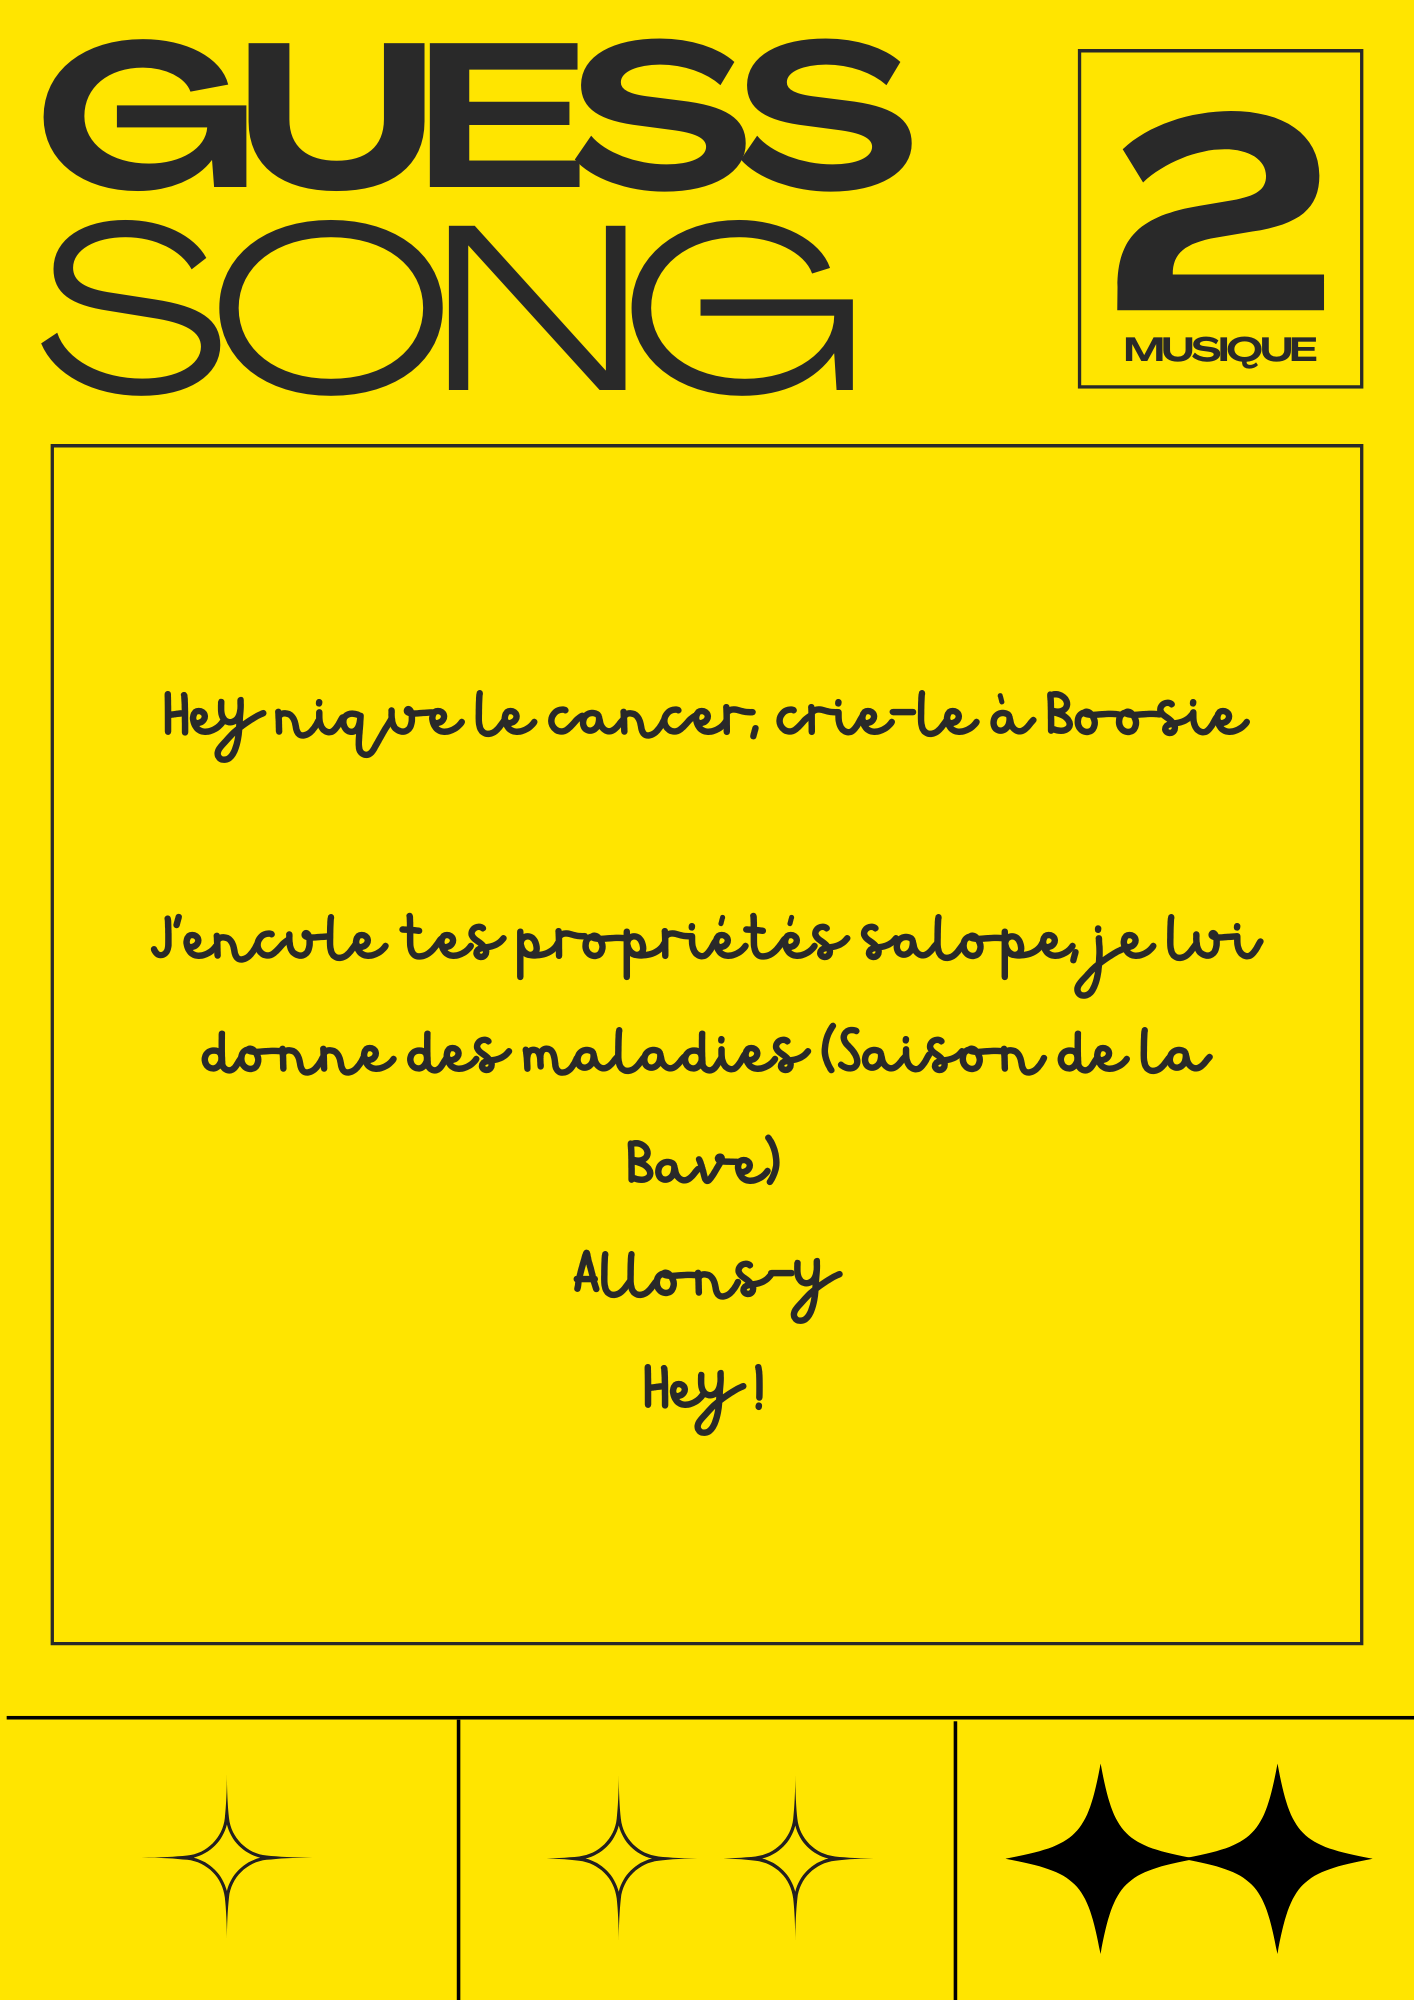 GUESS
SONG
2
MUSIQUE
Hey nique le cancer, crie-le à Boosie
J'encule tes propriétés salope, je lui
donne des maladies (Saison de la
Bave)
Allons-y
Hey !